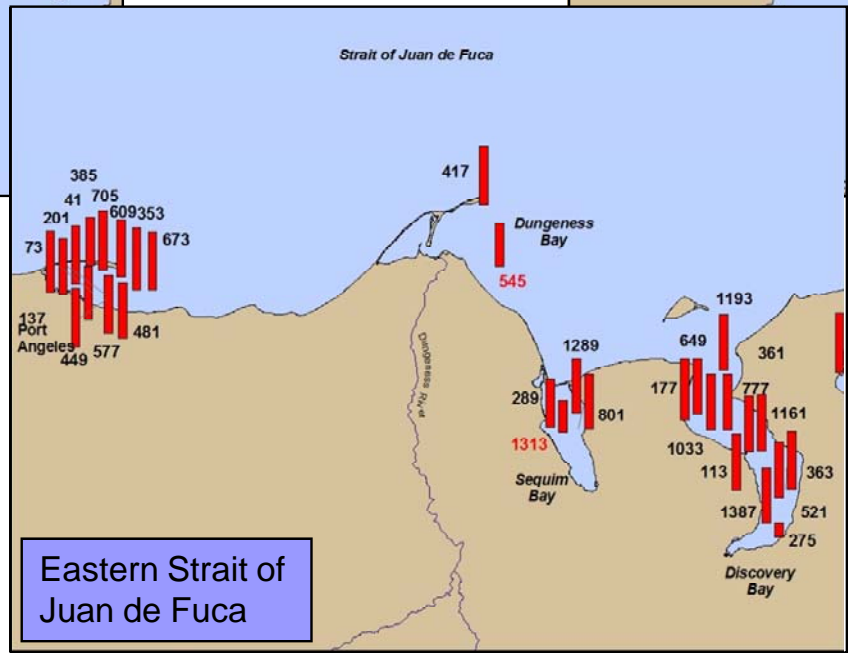 Strait of Juan de Fuca
385
41
705
201
609
353
73
673
137
Port
Angeles
449
577
481
417
Dungeness
Bay
545
Dungeness River
1289
289
801
1313
Sequim
Bay
1193
649
361
177
777
1161
1033
113
363
1387
521
275
Discovery
Bay
Eastern Strait of
Juan de Fuca